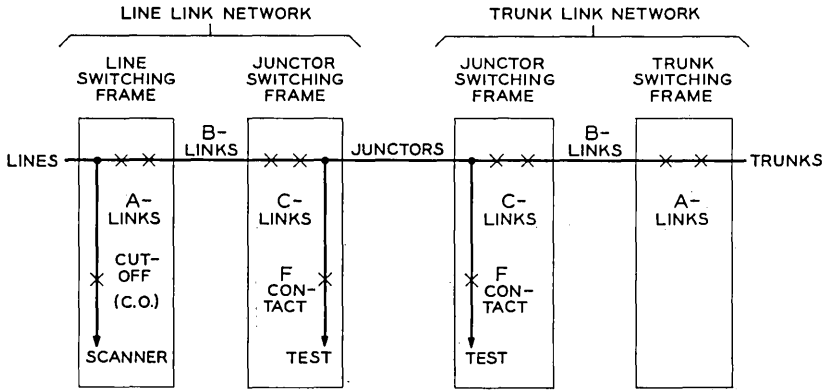 LINE LINK NETWORK
TRUNK LINK NETWORK
LINE
SWITCHING
FRAME
JUNCTOR
SWITCHING
FRAME
JUNCTOR
SWITCHING
FRAME
TRUNK
SWITCHING
FRAME
LINES
B-
LINKS
JUNCTORS
B-
LINKS
TRUNKS
A-
LINKS
C-
LINKS
C-
LINKS
A-
LINKS
CUT-
OFF
(C.O.)
F
CON-
TACT
F
CON-
TACT
SCANNER
TEST
TEST